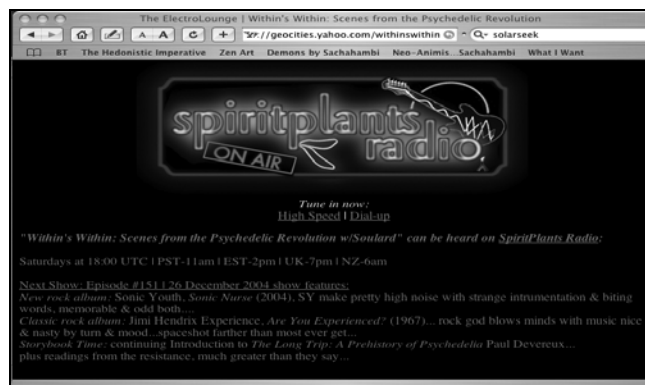 The ElectroLounge | Within's Within: Scenes from the Psychedelic Revolution
A A C + ://geocities.yahoo.com/withinswithin Q solarseek
BT The Hedonistic Imperative Zen Art Demons by Sachahambi Neo-Animis...Sachahambi What I Want
spiritplants
radio
ON AIR
Tune in now:
High Speed | Dial-up
"Within's Within: Scenes from the Psychedelic Revolution w/Soulard" can be heard on SpiritPlants Radio:
Saturdays at 18:00 UTC | PST-11am | EST-2pm | UK-7pm | NZ-6am
Next Show: Episode #151 | 26 December 2004 show features:
New rock album: Sonic Youth, Sonic Nurse (2004), SY make pretty high noise with strange intrumentation & biting
words, memorable & odd both....
Classic rock album: Jimi Hendrix Experience, Are You Experienced? (1967)... rock god blows minds with music nice
& nasty by turn & mood...spaceshot farther than most ever get...
Storybook Time: continuing Introduction to The Long Trip: A Prehistory of Psychedelia Paul Devereux...
plus readings from the resistance, much greater than they say...